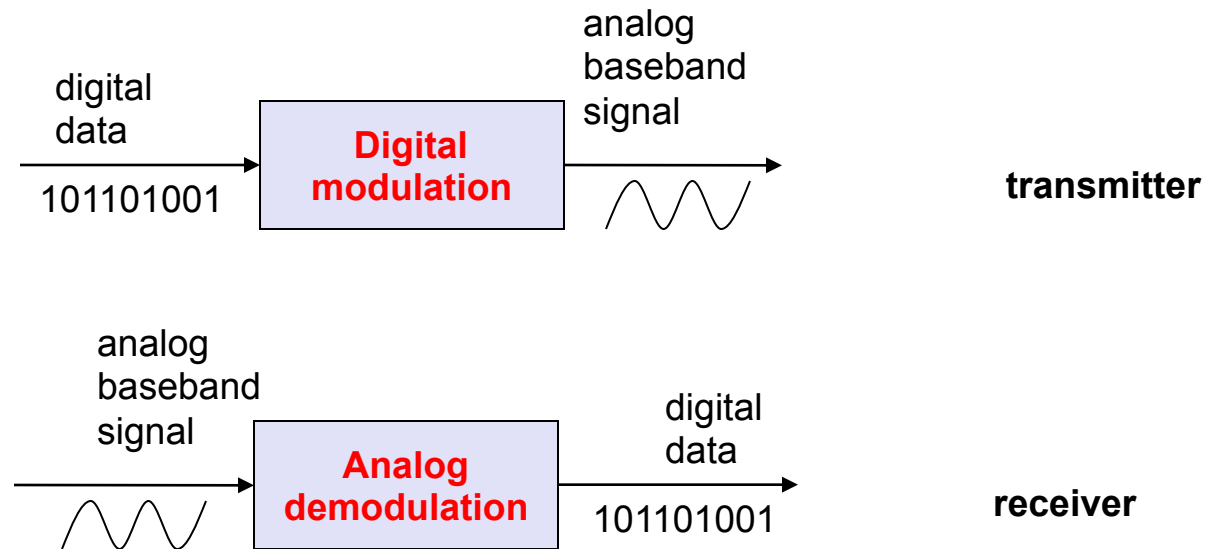 analog
baseband
signal
digital
data
Digital
modulation
101101001
transmitter
analog
baseband
signal
digital
data
Analog
demodulation
101101001
receiver